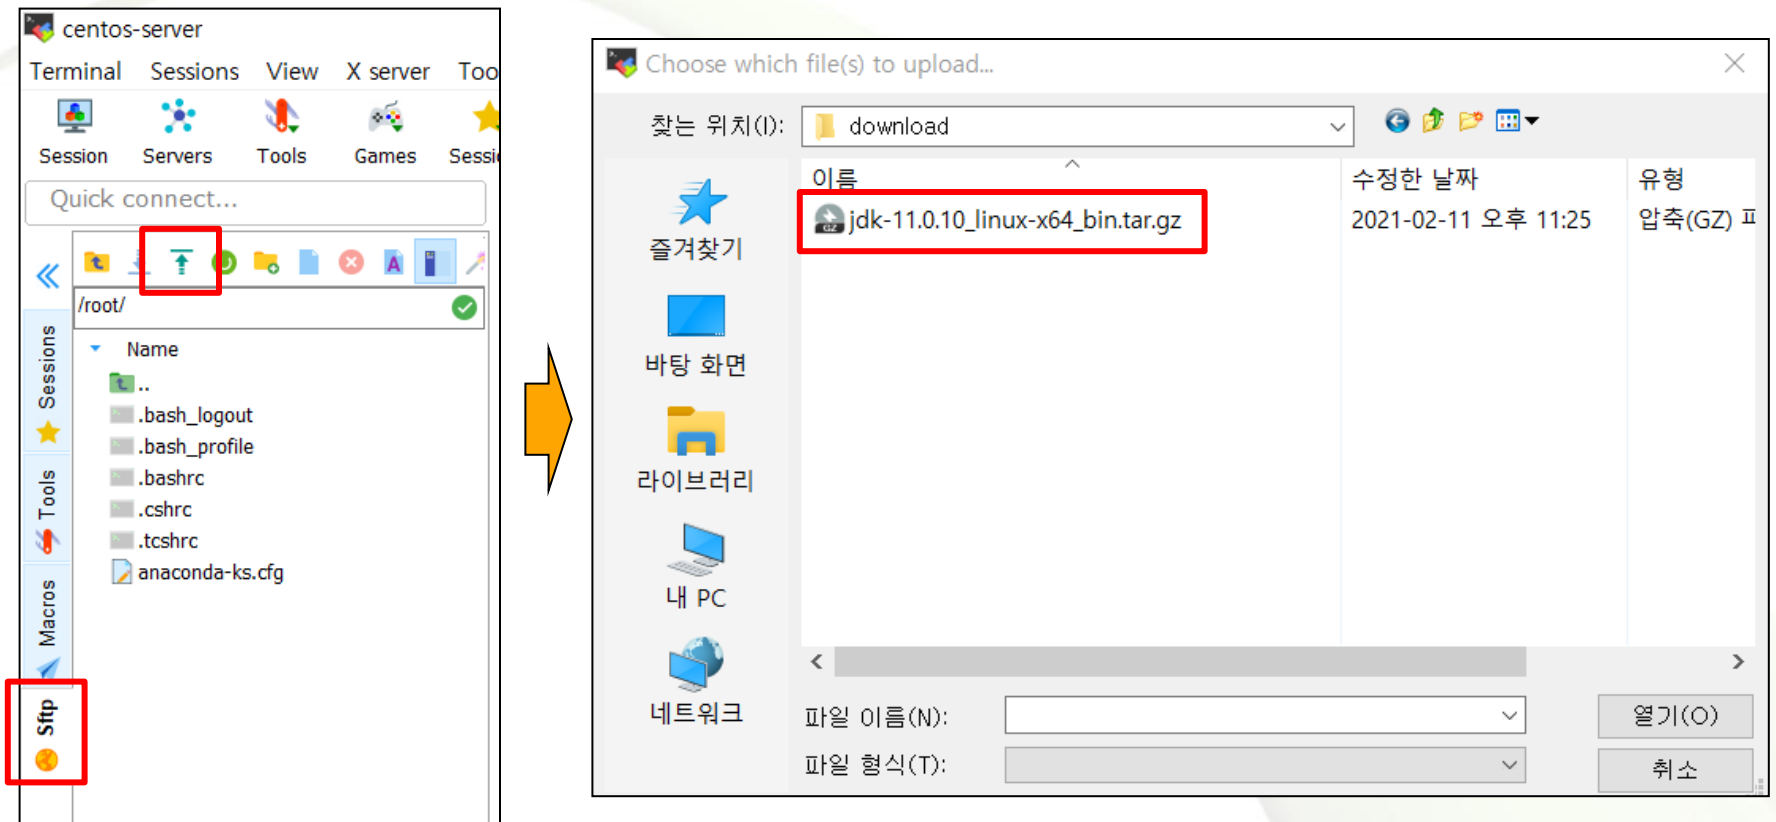 centos-server
Terminal Sessions View X server Too
Session Servers Tools Games Sessi
Quick connect...
/root/
Name
..
.bash_logout
.bash_profile
.bashrc
.cshrc
.tcshrc
anaconda-ks.cfg
Sessions
Tools
Macros
Sftp
Choose which file(s) to upload...
찾는 위치(I): download
이름 수정한 날짜 유형
jdk-11.0.10_linux-x64_bin.tar.gz 2021-02-11 오후 11:25 압축(GZ) 파
즐겨찾기
바탕 화면
라이브러리
내 PC
네트워크
파일 이름(N): 열기(O)
파일 형식(T): 취소